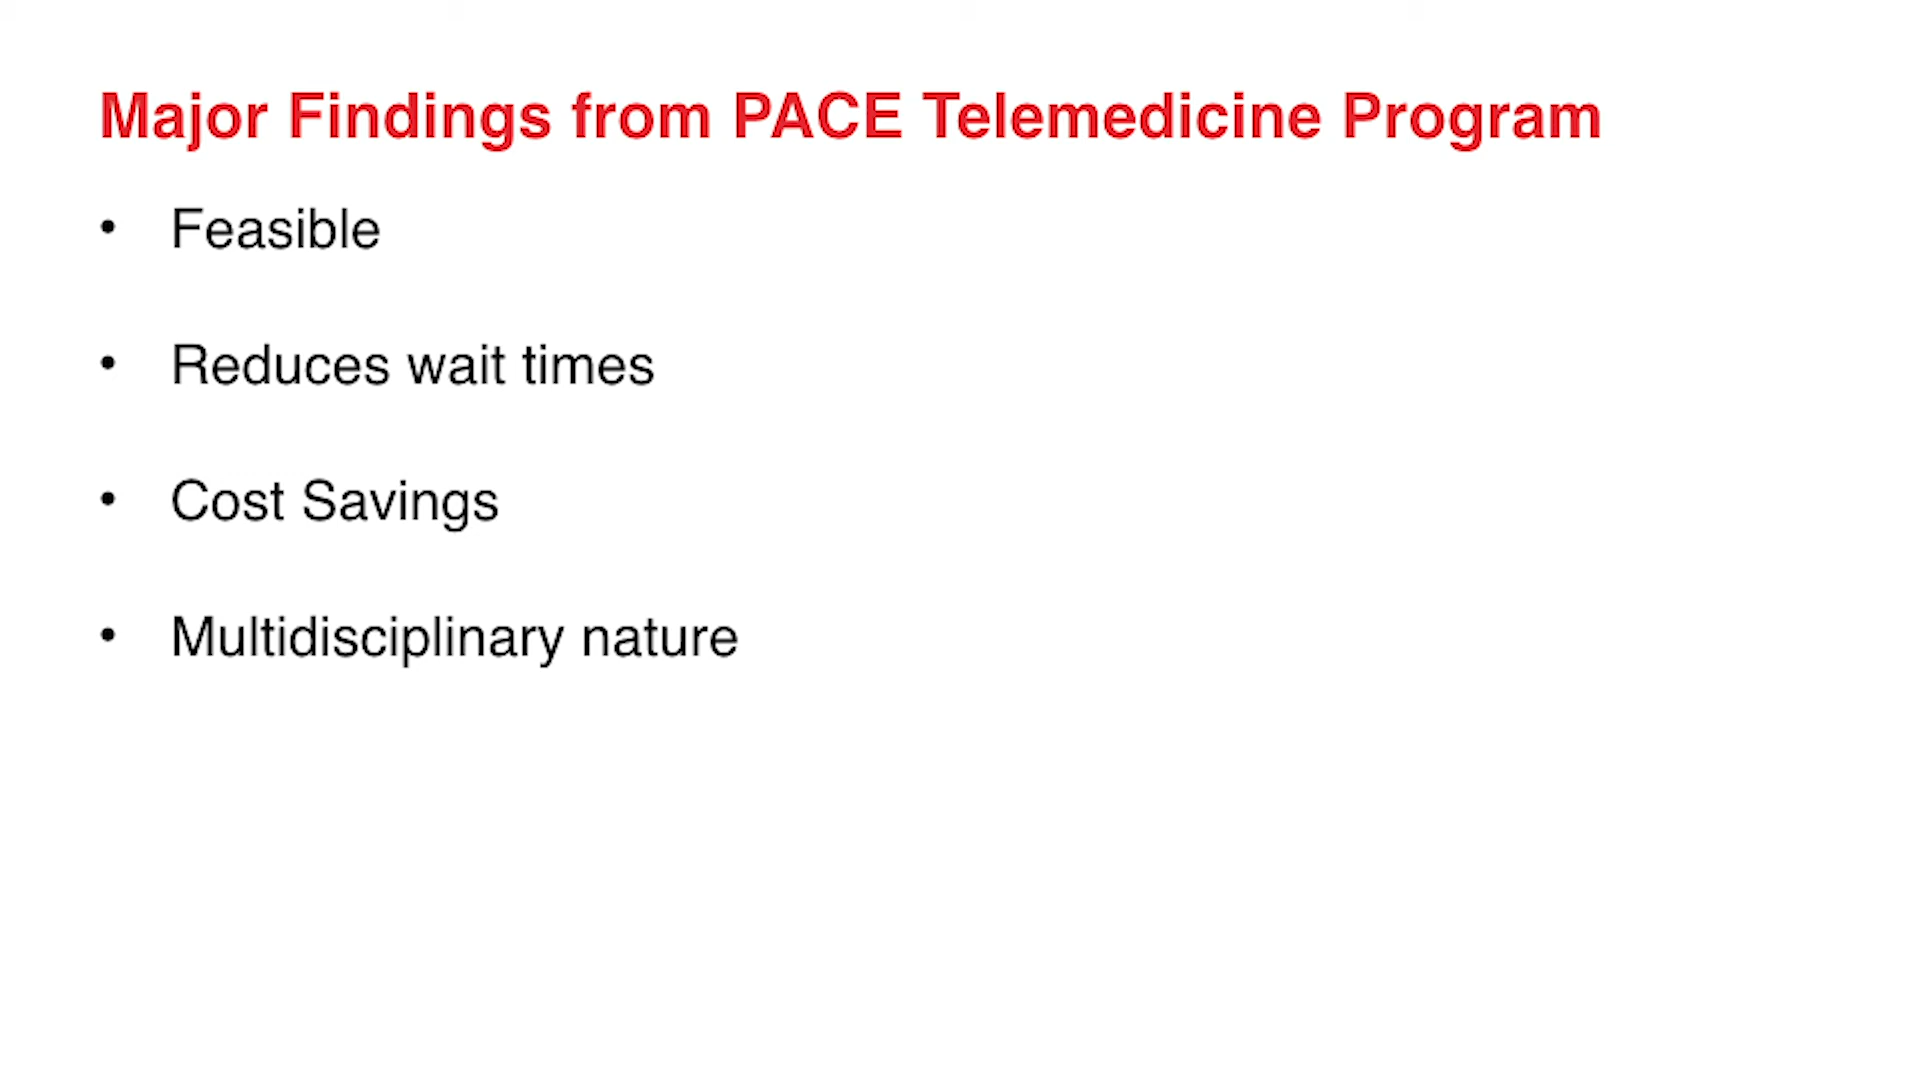 Major Findings from PACE Telemedicine Program
• Feasible
• Reduces wait times
• Cost Savings
• Multidisciplinary nature